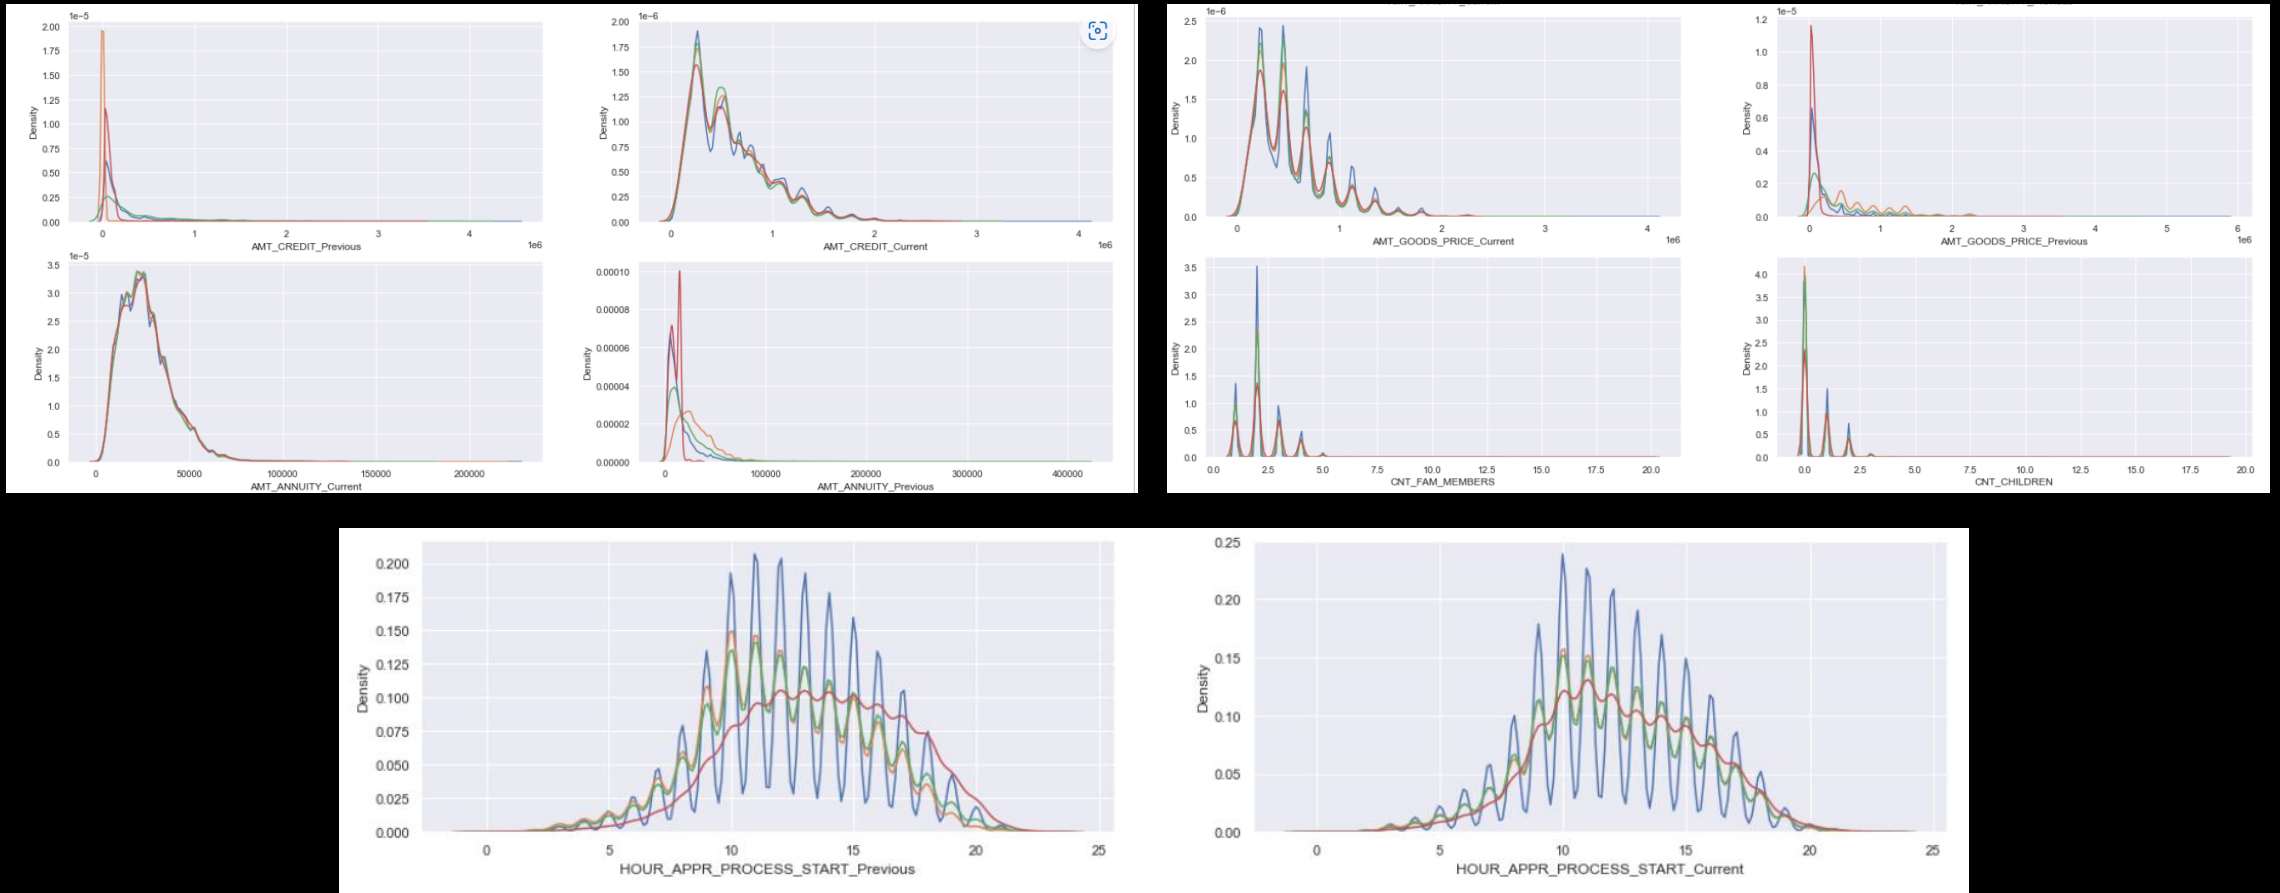 1e−5
2.00
1.75
1.50
1.25
1.00
0.75
0.50
0.25
0.00
Density
0 1 2 3 4
1e6
AMT_CREDIT_Previous
1e−6
2.00
1.75
1.50
1.25
1.00
0.75
0.50
0.25
0.00
Density
0 1 2 3 4
1e6
AMT_CREDIT_Current
1e−5
3.5
3.0
2.5
2.0
1.5
1.0
0.5
0.0
Density
0 50000 100000 150000 200000
AMT_ANNUITY_Current
0.00010
0.00008
0.00006
0.00004
0.00002
0.00000
Density
0 100000 200000 300000 400000
AMT_ANNUITY_Previous
1e−6
2.5
2.0
1.5
1.0
0.5
0.0
Density
0 1 2 3 4
1e6
AMT_GOODS_PRICE_Current
1e−5
1.2
1.0
0.8
0.6
0.4
0.2
0.0
Density
0 1 2 3 4 5 6
1e6
AMT_GOODS_PRICE_Previous
3.5
3.0
2.5
2.0
1.5
1.0
0.5
0.0
Density
0.0 2.5 5.0 7.5 10.0 12.5 15.0 17.5 20.0
CNT_FAM_MEMBERS
4.0
3.5
3.0
2.5
2.0
1.5
1.0
0.5
0.0
Density
0.0 2.5 5.0 7.5 10.0 12.5 15.0 17.5 20.0
CNT_CHILDREN
0.200
0.175
0.150
0.125
0.100
0.075
0.050
0.025
0.000
Density
0 5 10 15 20 25
HOUR_APPR_PROCESS_START_Previous
0.25
0.20
0.15
0.10
0.05
0.00
Density
0 5 10 15 20 25
HOUR_APPR_PROCESS_START_Current